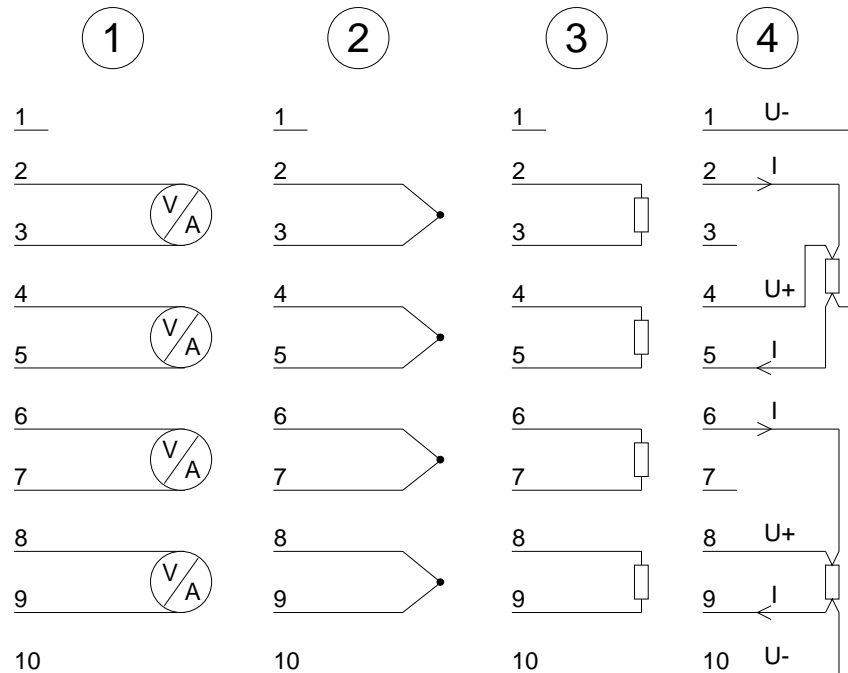 1 2 3 4
1 1 1 1 U-
2 2 2 2 I
V/A
3 3 3 3
4 4 4 4 U+
V/A
5 5 5 5 I
6 6 6 6 I
V/A
7 7 7 7
8 8 8 8 U+
V/A
9 9 9 9 I
10 10 10 10 U-